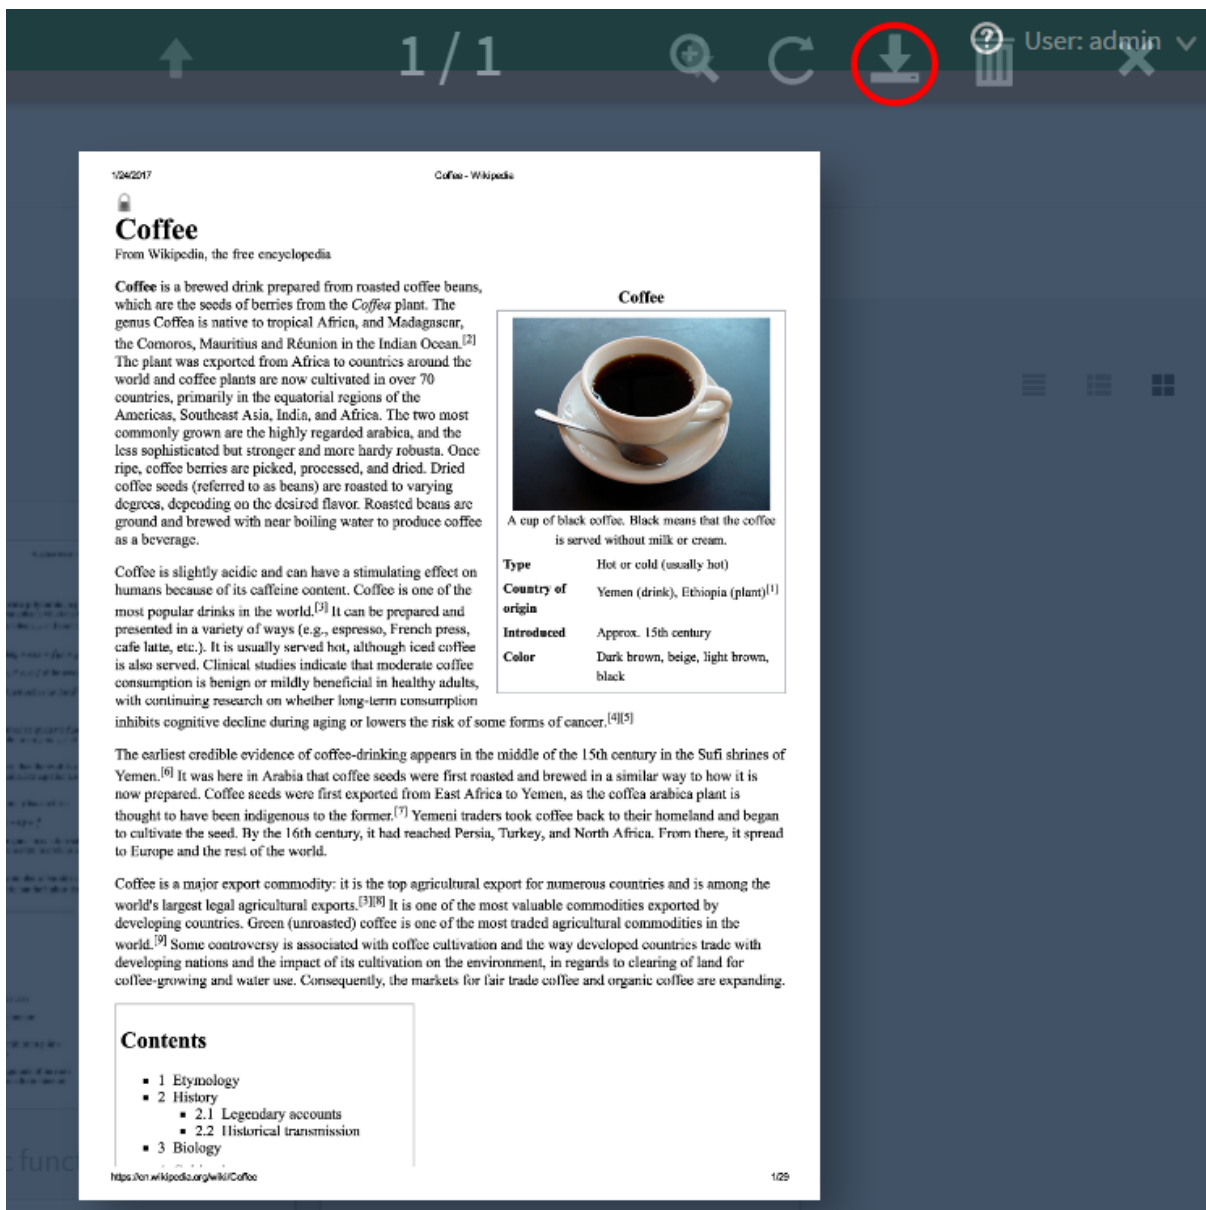 1 / 1
User: admin
1/24/2017
Coffee - Wikipedia
Coffee
From Wikipedia, the free encyclopedia
Coffee is a brewed drink prepared from roasted coffee beans,
which are the seeds of berries from the Coffea plant. The
genus Coffea is native to tropical Africa, and Madagascar,
the Comoros, Mauritius and Réunion in the Indian Ocean.[2]
The plant was exported from Africa to countries around the
world and coffee plants are now cultivated in over 70
countries, primarily in the equatorial regions of the
Americas, Southeast Asia, India, and Africa. The two most
commonly grown are the highly regarded arabica, and the
less sophisticated but stronger and more hardy robusta. Once
ripe, coffee berries are picked, processed, and dried. Dried
coffee seeds (referred to as beans) are roasted to varying
degrees, depending on the desired flavor. Roasted beans are
ground and brewed with near boiling water to produce coffee
as a beverage.
Coffee
A cup of black coffee. Black means that the coffee
is served without milk or cream.
Type Hot or cold (usually hot)
Country of origin Yemen (drink), Ethiopia (plant)[1]
Introduced Approx. 15th century
Color Dark brown, beige, light brown,
black
Coffee is slightly acidic and can have a stimulating effect on
humans because of its caffeine content. Coffee is one of the
most popular drinks in the world.[3] It can be prepared and
presented in a variety of ways (e.g., espresso, French press,
cafe latte, etc.). It is usually served hot, although iced coffee
is also served. Clinical studies indicate that moderate coffee
consumption is benign or mildly beneficial in healthy adults,
with continuing research on whether long-term consumption
inhibits cognitive decline during aging or lowers the risk of some forms of cancer.[4][5]
The earliest credible evidence of coffee-drinking appears in the middle of the 15th century in the Sufi shrines of
Yemen.[6] It was here in Arabia that coffee seeds were first roasted and brewed in a similar way to how it is
now prepared. Coffee seeds were first exported from East Africa to Yemen, as the coffea arabica plant is
thought to have been indigenous to the former.[7] Yemeni traders took coffee back to their homeland and began
to cultivate the seed. By the 16th century, it had reached Persia, Turkey, and North Africa. From there, it spread
to Europe and the rest of the world.
Coffee is a major export commodity: it is the top agricultural export for numerous countries and is among the
world's largest legal agricultural exports.[3][8] It is one of the most valuable commodities exported by
developing countries. Green (unroasted) coffee is one of the most traded agricultural commodities in the
world.[9] Some controversy is associated with coffee cultivation and the way developed countries trade with
developing nations and the impact of its cultivation on the environment, in regards to clearing of land for
coffee-growing and water use. Consequently, the markets for fair trade coffee and organic coffee are expanding.
Contents
1 Etymology
2 History
2.1 Legendary accounts
2.2 Historical transmission
3 Biology
https://en.wikipedia.org/wiki/Coffee
1/29